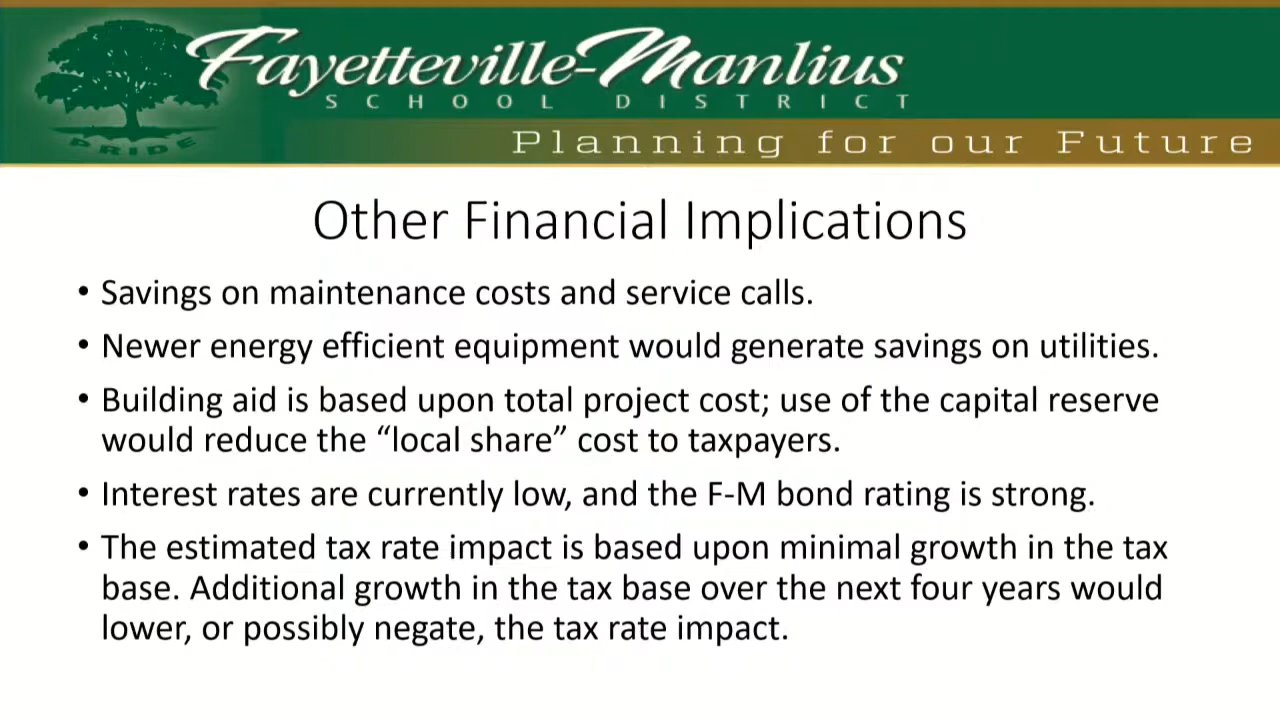 Fayetteville-Manlius
SCHOOL DISTRICT
PRIDE
Planning for our Future
Other Financial Implications
• Savings on maintenance costs and service calls.
• Newer energy efficient equipment would generate savings on utilities.
• Building aid is based upon total project cost; use of the capital reserve
would reduce the “local share” cost to taxpayers.
• Interest rates are currently low, and the F-M bond rating is strong.
• The estimated tax rate impact is based upon minimal growth in the tax
base. Additional growth in the tax base over the next four years would
lower, or possibly negate, the tax rate impact.